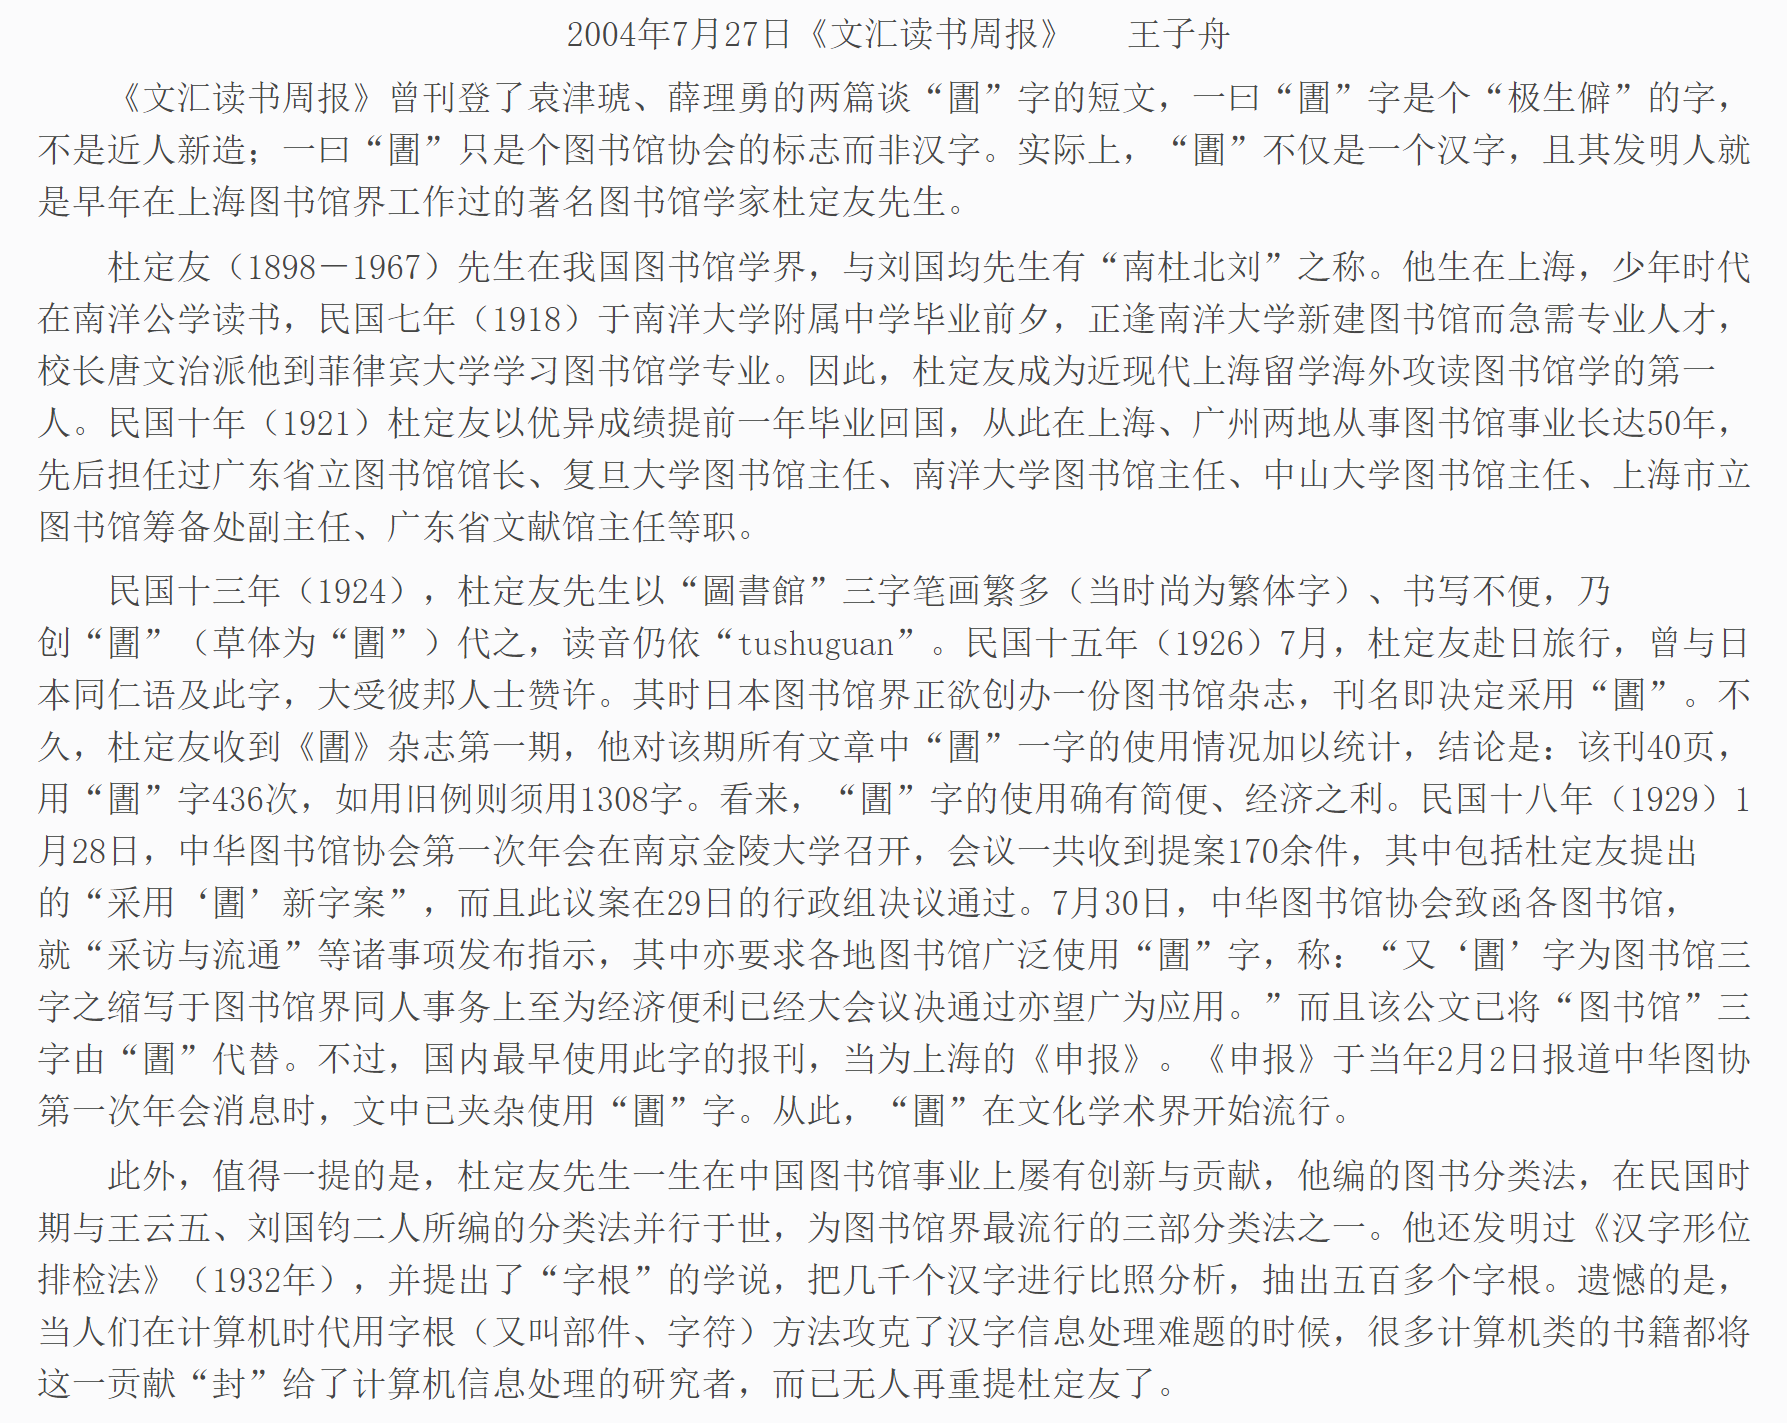 2004年7月27日《文汇读书周报》　　王子舟
《文汇读书周报》曾刊登了袁津琥、薛理勇的两篇谈“圕”字的短文，一曰“圕”字是个“极生僻”的字，
不是近人新造；一曰“圕”只是个图书馆协会的标志而非汉字。实际上，“圕”不仅是一个汉字，且其发明人就
是早年在上海图书馆界工作过的著名图书馆学家杜定友先生。
杜定友（1898－1967）先生在我国图书馆学界，与刘国均先生有“南杜北刘”之称。他生在上海，少年时代
在南洋公学读书，民国七年（1918）于南洋大学附属中学毕业前夕，正逢南洋大学新建图书馆而急需专业人才，
校长唐文治派他到菲律宾大学学习图书馆学专业。因此，杜定友成为近现代上海留学海外攻读图书馆学的第一
人。民国十年（1921）杜定友以优异成绩提前一年毕业回国，从此在上海、广州两地从事图书馆事业长达50年，
先后担任过广东省立图书馆馆长、复旦大学图书馆主任、南洋大学图书馆主任、中山大学图书馆主任、上海市立
图书馆筹备处副主任、广东省文献馆主任等职。
民国十三年（1924），杜定友先生以“圖書館”三字笔画繁多（当时尚为繁体字）、书写不便，乃
创“圕”（草体为“圕”）代之，读音仍依“tushuguan”。民国十五年（1926）7月，杜定友赴日旅行，曾与日
本同仁语及此字，大受彼邦人士赞许。其时日本图书馆界正欲创办一份图书馆杂志，刊名即决定采用“圕”。不
久，杜定友收到《圕》杂志第一期，他对该期所有文章中“圕”一字的使用情况加以统计，结论是：该刊40页，
用“圕”字436次，如用旧例则须用1308字。看来，“圕”字的使用确有简便、经济之利。民国十八年（1929）1
月28日，中华图书馆协会第一次年会在南京金陵大学召开，会议一共收到提案170余件，其中包括杜定友提出
的“采用‘圕’新字案”，而且此议案在29日的行政组决议通过。7月30日，中华图书馆协会致函各图书馆，
就“采访与流通”等诸事项发布指示，其中亦要求各地图书馆广泛使用“圕”字，称：“又‘圕’字为图书馆三
字之缩写于图书馆界同人事务上至为经济便利已经大会议决通过亦望广为应用。”而且该公文已将“图书馆”三
字由“圕”代替。不过，国内最早使用此字的报刊，当为上海的《申报》。《申报》于当年2月2日报道中华图协
第一次年会消息时，文中已夹杂使用“圕”字。从此，“圕”在文化学术界开始流行。
此外，值得一提的是，杜定友先生一生在中国图书馆事业上屡有创新与贡献，他编的图书分类法，在民国时
期与王云五、刘国钧二人所编的分类法并行于世，为图书馆界最流行的三部分类法之一。他还发明过《汉字形位
排检法》（1932年），并提出了“字根”的学说，把几千个汉字进行比照分析，抽出五百多个字根。遗憾的是，
当人们在计算机时代用字根（又叫部件、字符）方法攻克了汉字信息处理难题的时候，很多计算机类的书籍都将
这一贡献“封”给了计算机信息处理的研究者，而已无人再重提杜定友了。